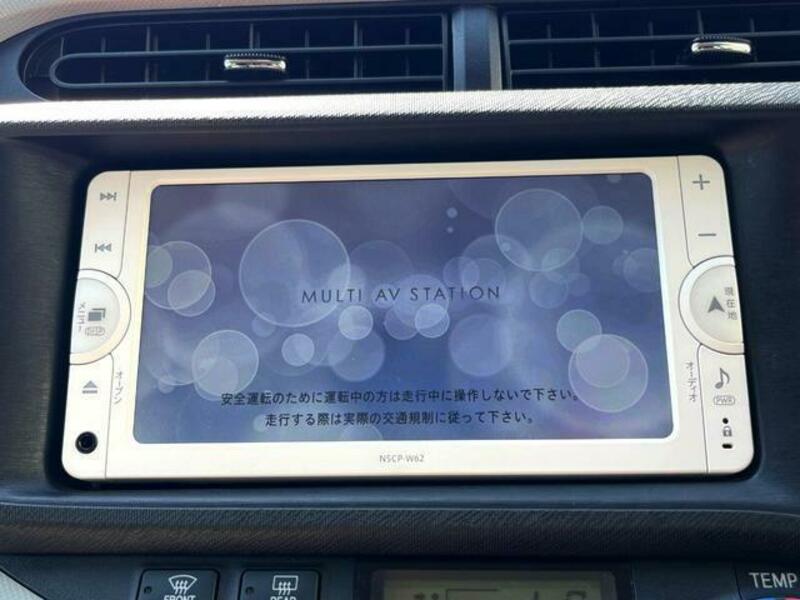 MULTI AV STATION
安全運転のために運転中の方は走行中に操作しないで下さい。
走行する際は実際の交通規制に従って下さい。
NSCP-W62
メニュー
DISP
オープン
+
−
現在地
オーディオ
PWR
FRONT
REAR
TEMP